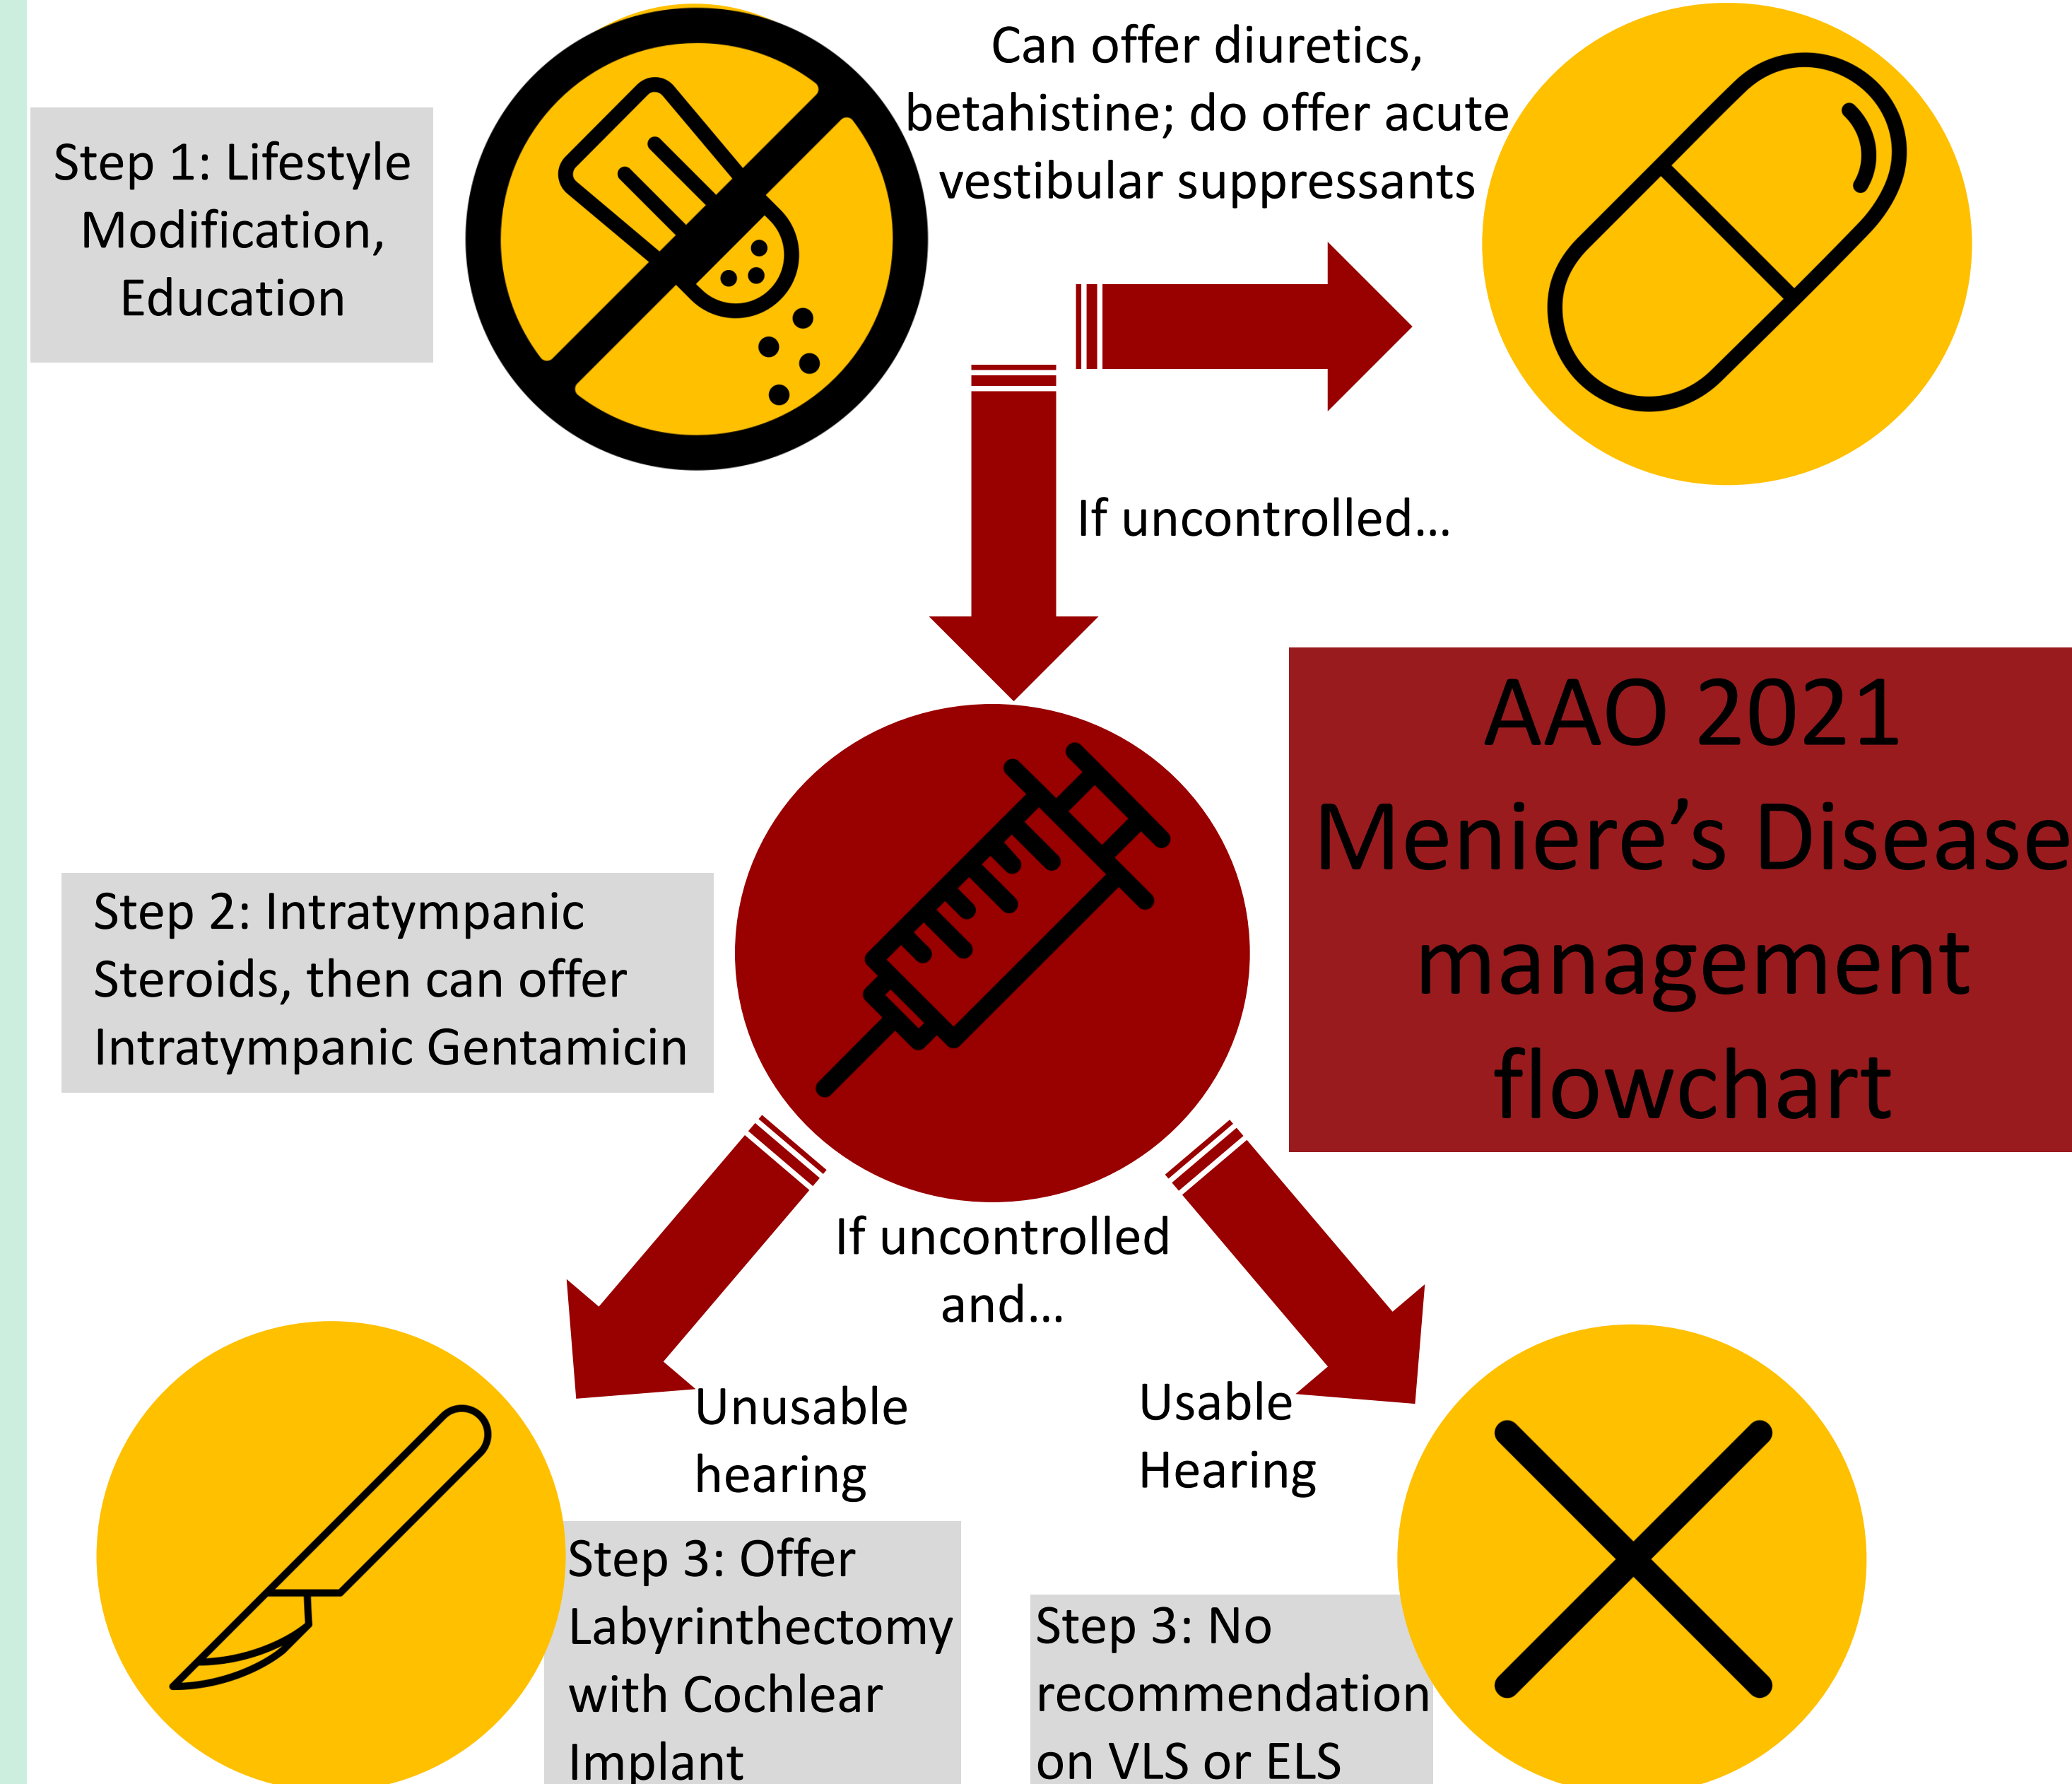 Step 1: Lifestyle
Modification,
Education
Can offer diuretics,
betahistine; do offer acute
vestibular suppressants
If uncontrolled...
AAO 2021
Meniere’s Disease
management
flowchart
Step 2: Intratympanic
Steroids, then can offer
Intratympanic Gentamicin
If uncontrolled
and...
Unusable
hearing
Step 3: Offer
Labyrinthectomy
with Cochlear
Implant
Usable
Hearing
Step 3: No
recommendation
on VLS or ELS